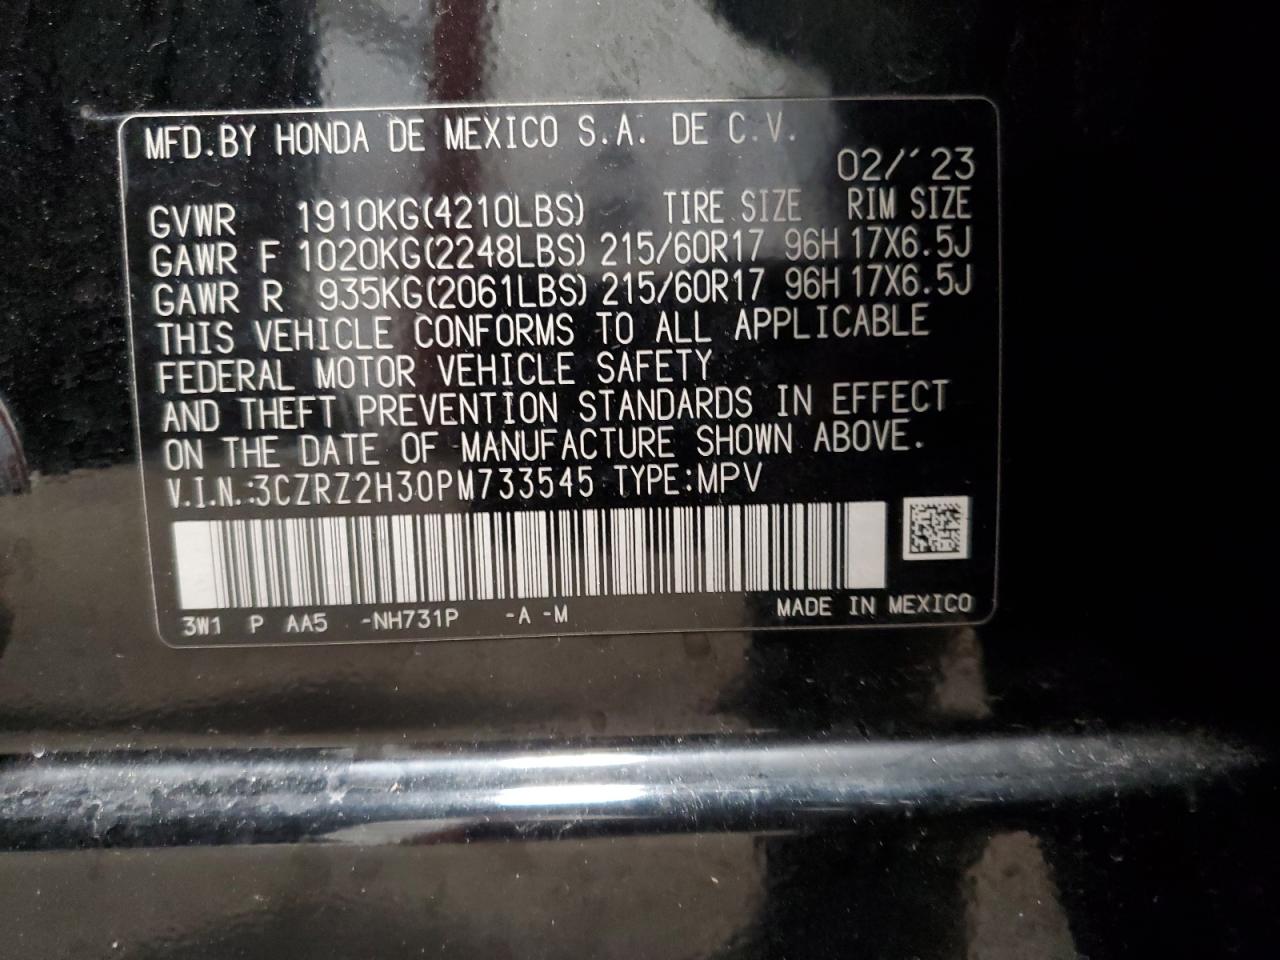 MFD.BY HONDA DE MEXICO S.A. DE C.V.
02/'23
GVWR 1910KG(4210LBS) TIRE SIZE RIM SIZE
GAWR F 1020KG(2248LBS) 215/60R17 96H 17X6.5J
GAWR R 935KG(2061LBS) 215/60R17 96H 17X6.5J
THIS VEHICLE CONFORMS TO ALL APPLICABLE
FEDERAL MOTOR VEHICLE SAFETY
AND THEFT PREVENTION STANDARDS IN EFFECT
ON THE DATE OF MANUFACTURE SHOWN ABOVE.
V.I.N.:3CZRZ2H30PM733545 TYPE:MPV
3W1 P AA5 -NH731P -A -M MADE IN MEXICO